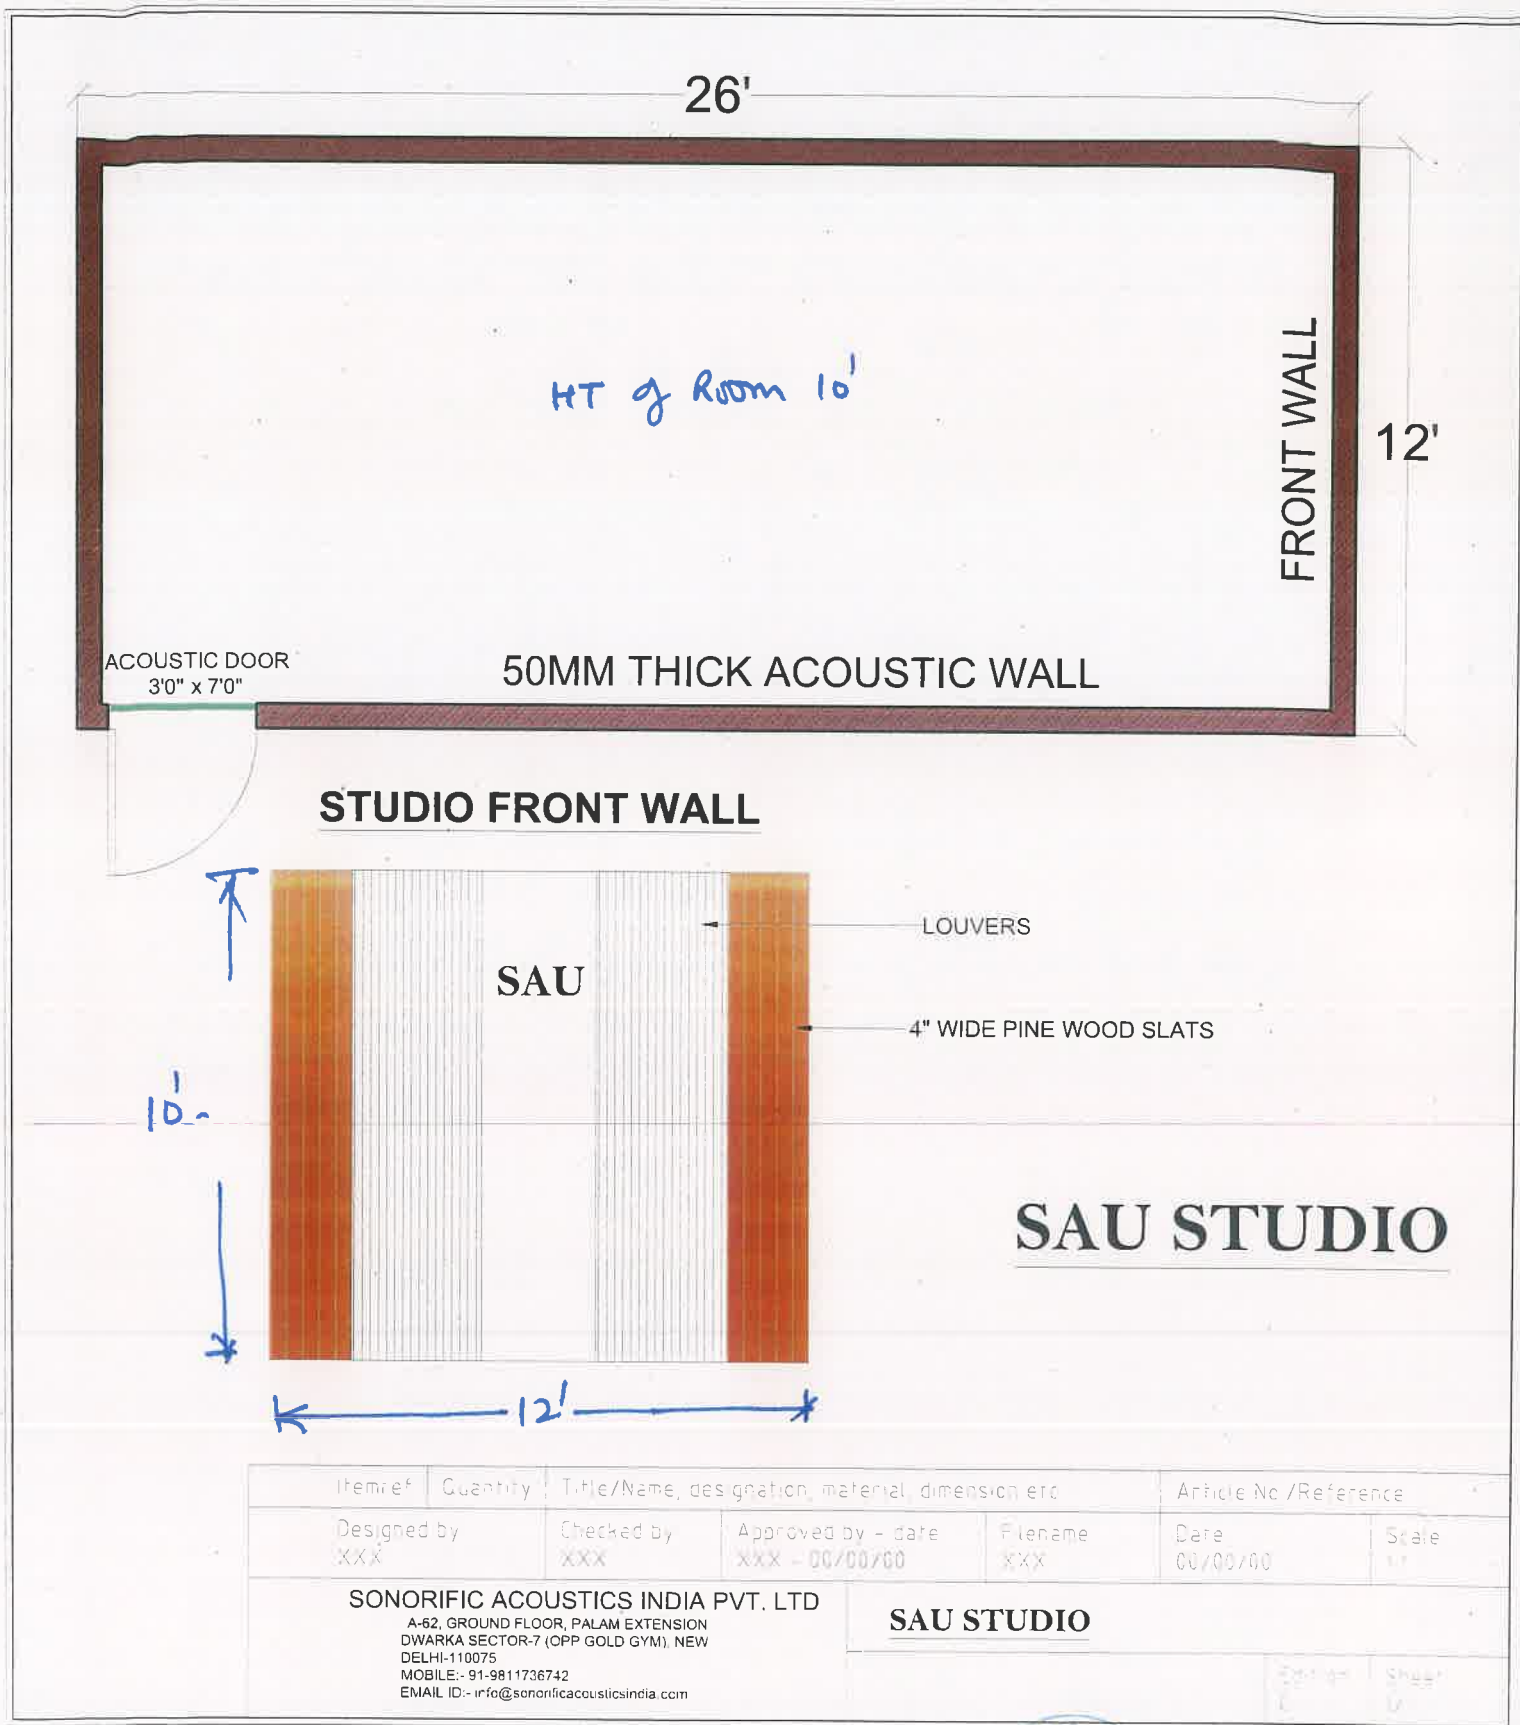 26'
HT of Room 10'
FRONT WALL
12'
ACOUSTIC DOOR
3'0" x 7'0"
50MM THICK ACOUSTIC WALL
STUDIO FRONT WALL
LOUVERS
SAU
4" WIDE PINE WOOD SLATS
10'-
SAU STUDIO
12'
Itemref Quantity Title/Name, designation, material, dimension etc Article No./Reference
Designed by Checked by Approved by - date Filename Date Scale
XXX XXX XXX - 00/00/00 XXX 00/00/00
SONORIFIC ACOUSTICS INDIA PVT. LTD
A-62, GROUND FLOOR, PALAM EXTENSION
DWARKA SECTOR-7 (OPP GOLD GYM), NEW
DELHI-110075
MOBILE:- 91-9811736742
EMAIL ID:- info@sonorificacousticsindia.com
SAU STUDIO
Edition Sheet